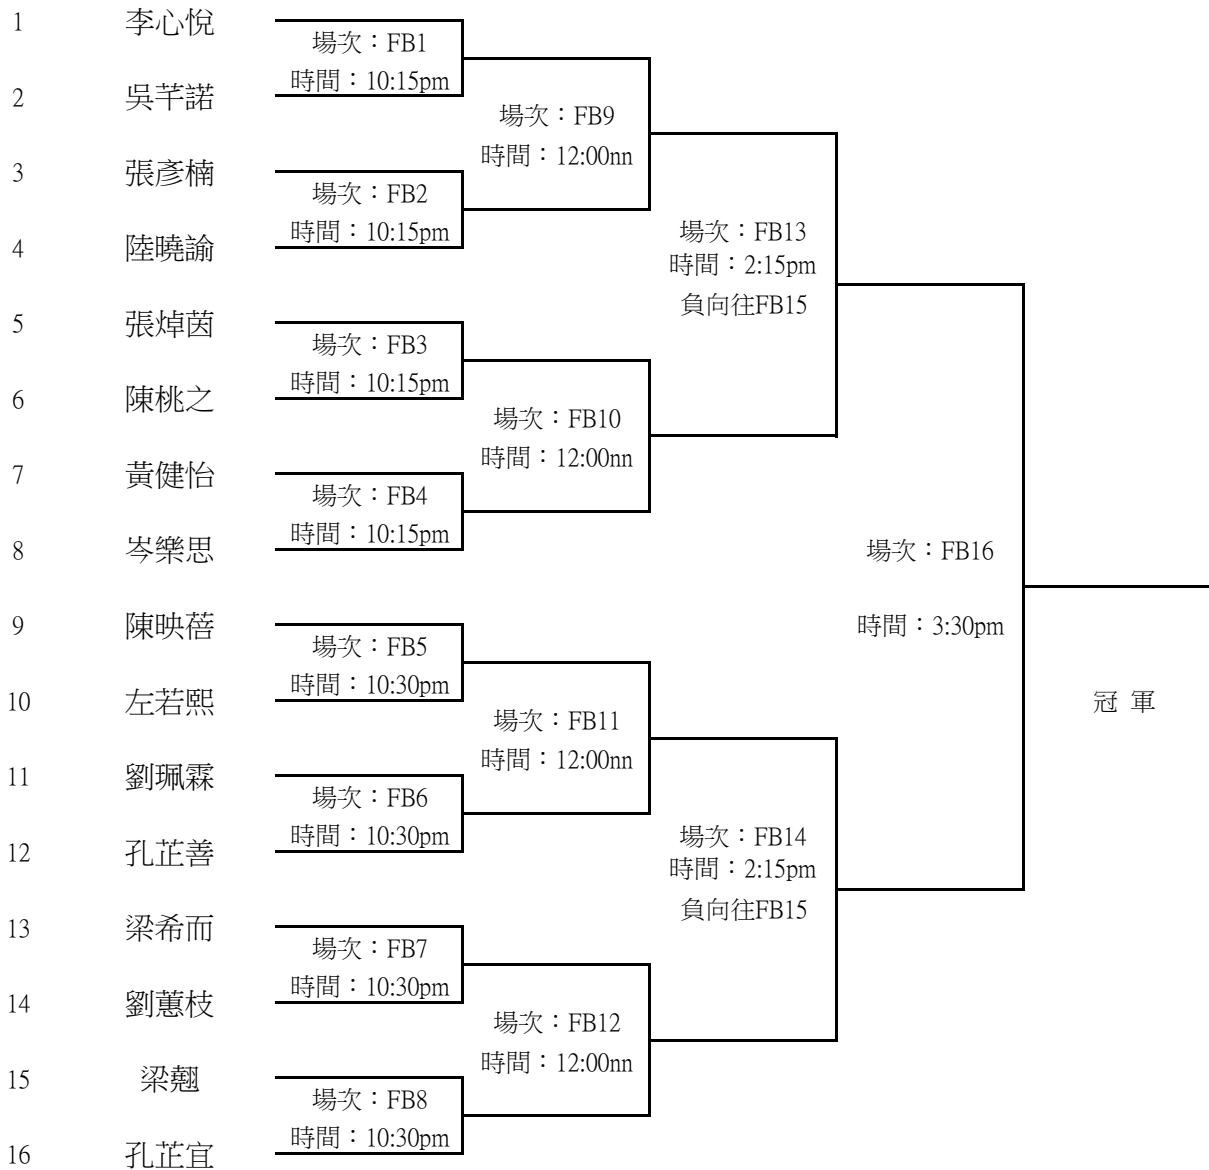 1 李心悅
場次：FB1
時間：10:15pm
2 吳芊諾
場次：FB9
時間：12:00nn
3 張彥楠
場次：FB2
時間：10:15pm
4 陸曉諭
場次：FB13
時間：2:15pm
負向往FB15
5 張焯茵
場次：FB3
時間：10:15pm
6 陳桃之
場次：FB10
時間：12:00nn
7 黃健怡
場次：FB4
時間：10:15pm
8 岑樂思
場次：FB16
時間：3:30pm
9 陳映蓓
場次：FB5
時間：10:30pm
10 左若熙
冠 軍
場次：FB11
時間：12:00nn
11 劉珮霖
場次：FB6
時間：10:30pm
12 孔芷善
場次：FB14
時間：2:15pm
負向往FB15
13 梁希而
場次：FB7
時間：10:30pm
14 劉蕙枝
場次：FB12
時間：12:00nn
15 梁翹
場次：FB8
時間：10:30pm
16 孔芷宜